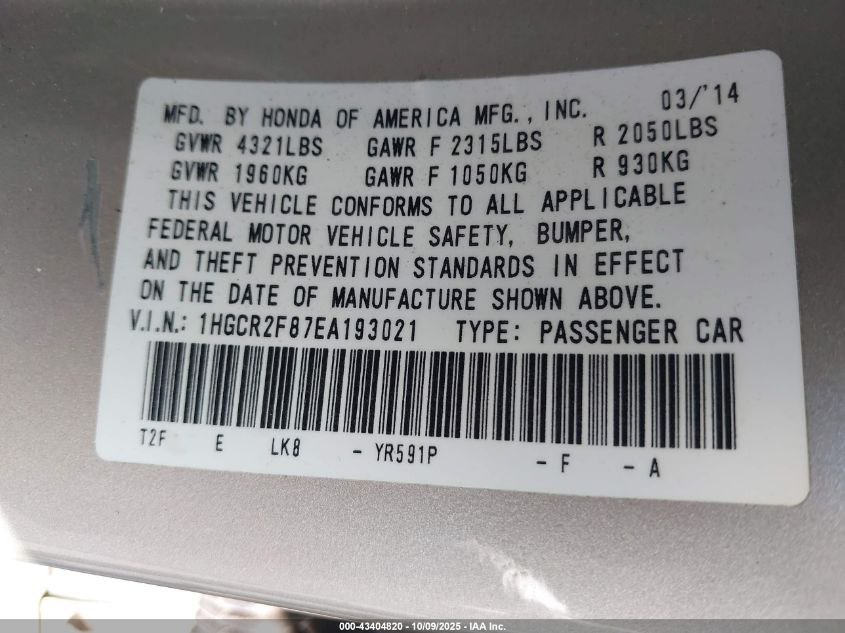 MFD. BY HONDA OF AMERICA MFG., INC. 03/'14
GVWR 4321LBS GAWR F 2315LBS R 2050LBS
GVWR 1960KG GAWR F 1050KG R 930KG
THIS VEHICLE CONFORMS TO ALL APPLICABLE
FEDERAL MOTOR VEHICLE SAFETY, BUMPER,
AND THEFT PREVENTION STANDARDS IN EFFECT
ON THE DATE OF MANUFACTURE SHOWN ABOVE.
V.I.N.: 1HGCR2F87EA193021 TYPE: PASSENGER CAR
T2F E LK8 - YR591P - F - A
000-43404820 - 10/09/2025 - IAA Inc.